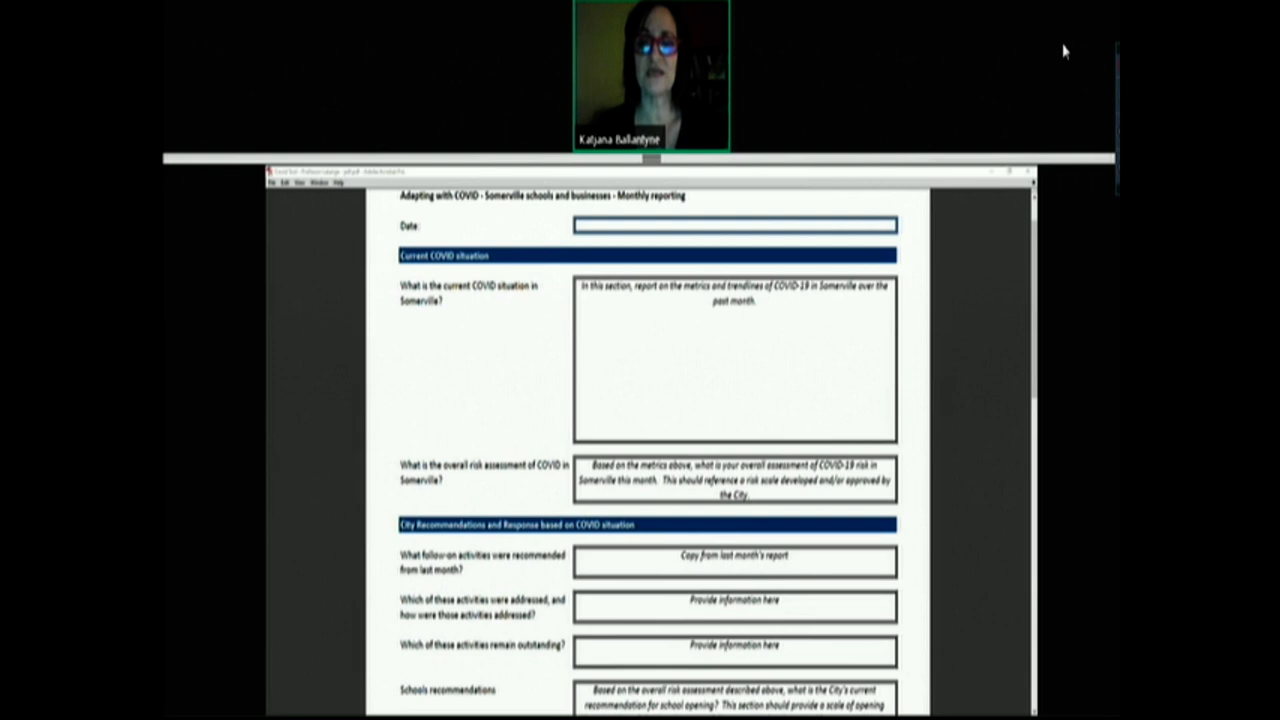 Katjana Ballantyne
File Edit View Window Help
Adapting with COVID - Somerville schools and businesses - Monthly reporting
Date:
Current COVID situation
What is the current COVID situation in
Somerville?
In this section, report on the metrics and trendlines of COVID-19 in Somerville over the
past month.
What is the overall risk assessment of COVID in
Somerville?
Based on the metrics above, what is your overall assessment of COVID-19 risk in
Somerville this month. This should reference a risk scale developed and/or approved by
the City.
City Recommendations and Response based on COVID situation
What follow-on activities were recommended
from last month?
Copy from last month's report
Which of these activities were addressed, and
how were those activities addressed?
Provide information here
Which of these activities remain outstanding?
Provide information here
Schools recommendations
Based on the overall risk assessment described above, what is the City's current
recommendation for school opening? This section should provide a scale of opening